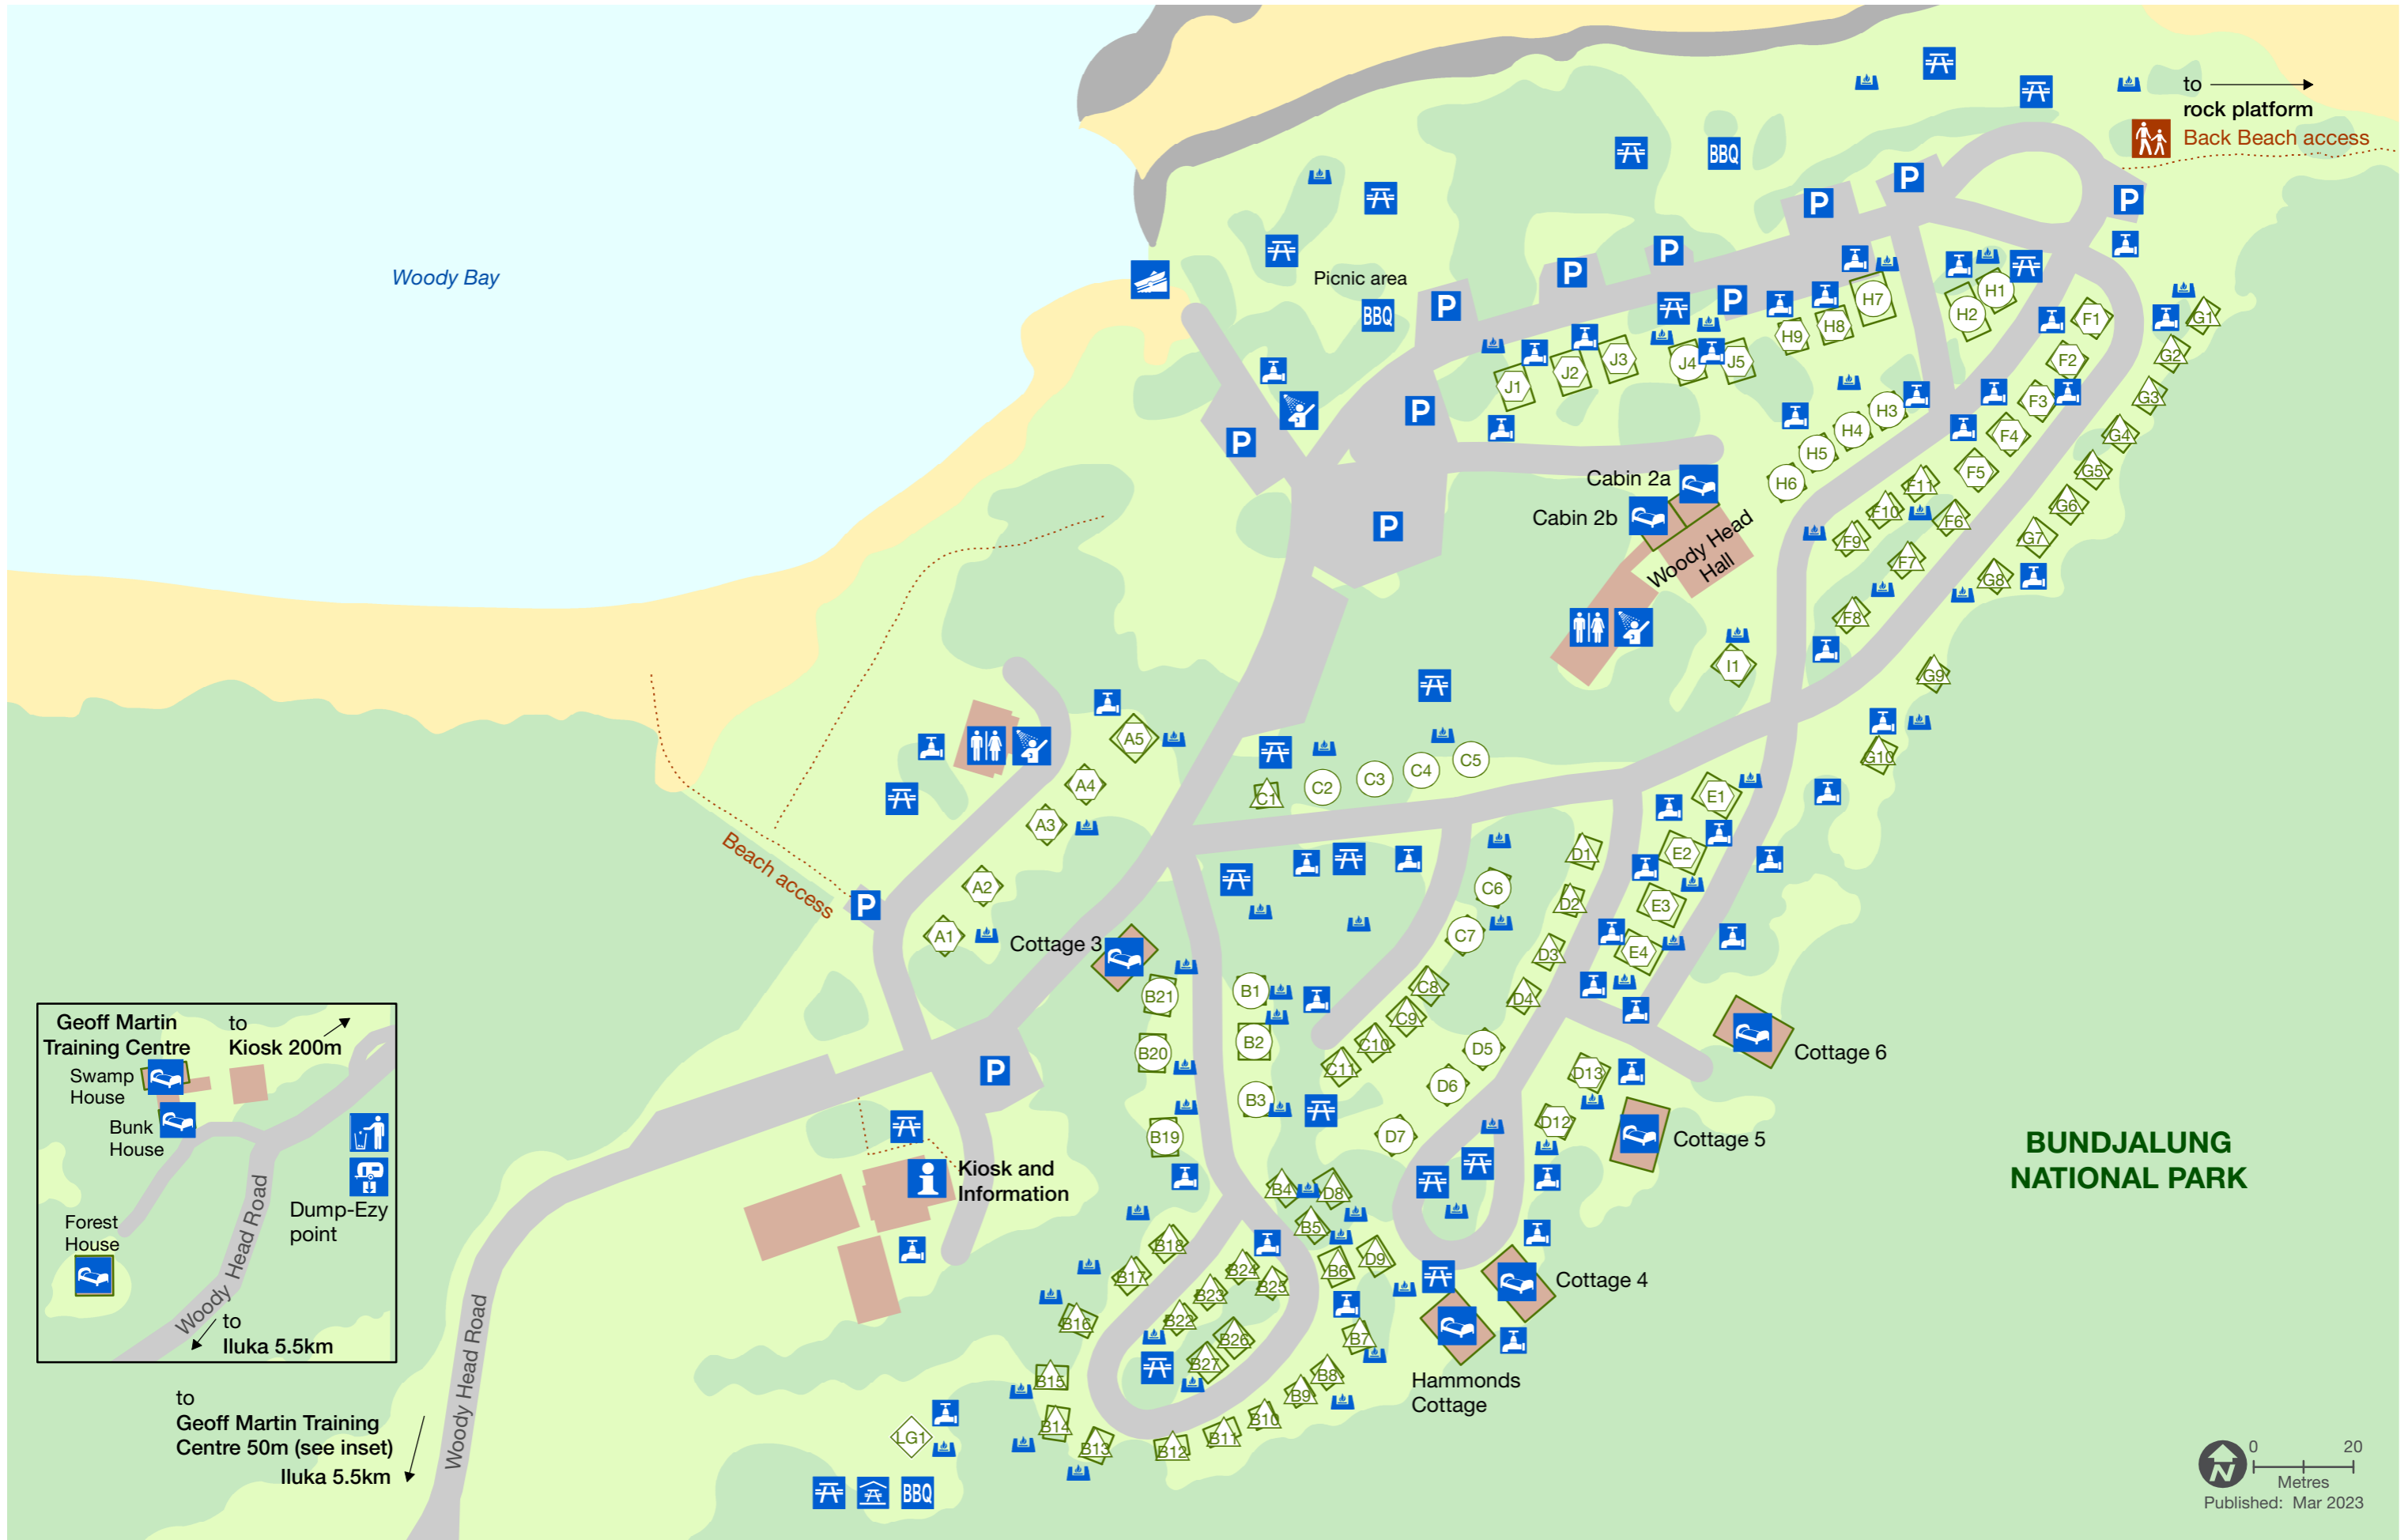 to
rock platform
Back Beach access
BBQ
P
P
P
Woody Bay
P
P
Picnic area
P
P
BBQ
H7
H1
H2
H8
H9
F1
G1
J1
J2
J3
J4
J5
F2
G2
F3
G3
P
P
H3
H4
H5
H6
F4
G4
F5
G5
Cabin 2a
Cabin 2b
Woody Head
Hall
P
F11
F10
F9
F6
F7
F8
G6
G7
G8
I1
G9
G10
A5
A4
A3
A2
A1
C1
C2
C3
C4
C5
Beach access
P
E1
E2
E3
E4
D1
D2
D3
D4
C6
C7
C8
C9
C10
C11
Cottage 3
B21
B20
B19
B1
B2
B3
D5
D6
D7
D13
D12
Cottage 6
Cottage 5
P
BUNDJALUNG
NATIONAL PARK
Kiosk and
Information
B4
D8
B5
B6
D9
B18
B17
B16
B24
B25
B23
B22
B26
B27
B7
B8
B9
B10
B11
B12
B13
B14
B15
Cottage 4
Hammonds
Cottage
LG1
BBQ
Geoff Martin
Training Centre
to
Kiosk 200m
Swamp
House
Bunk
House
Forest
House
Dump-Ezy
point
Woody Head Road
to
Iluka 5.5km
Woody Head Road
to
Geoff Martin Training
Centre 50m (see inset)
Iluka 5.5km
N
0 20
Metres
Published: Mar 2023